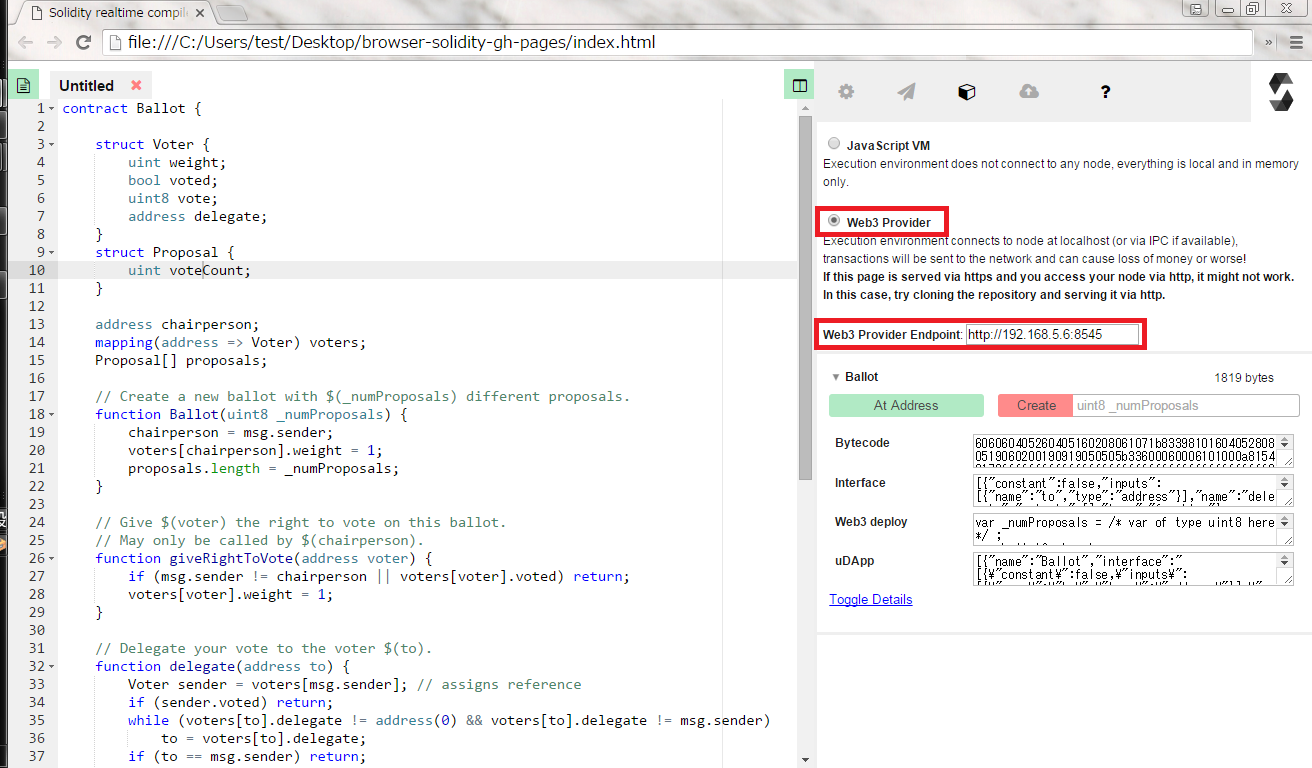 Solidity realtime compil
file:///C:/Users/test/Desktop/browser-solidity-gh-pages/index.html
»
Untitled
1 contract Ballot {
2
3 struct Voter {
4 uint weight;
5 bool voted;
6 uint8 vote;
7 address delegate;
8 }
9 struct Proposal {
10 uint voteCount;
11 }
12
13 address chairperson;
14 mapping(address => Voter) voters;
15 Proposal[] proposals;
16
17 // Create a new ballot with $(_numProposals) different proposals.
18 function Ballot(uint8 _numProposals) {
19 chairperson = msg.sender;
20 voters[chairperson].weight = 1;
21 proposals.length = _numProposals;
22 }
23
24 // Give $(voter) the right to vote on this ballot.
25 // May only be called by $(chairperson).
26 function giveRightToVote(address voter) {
27 if (msg.sender != chairperson || voters[voter].voted) return;
28 voters[voter].weight = 1;
29 }
30
31 // Delegate your vote to the voter $(to).
32 function delegate(address to) {
33 Voter sender = voters[msg.sender]; // assigns reference
34 if (sender.voted) return;
35 while (voters[to].delegate != address(0) && voters[to].delegate != msg.sender)
36 to = voters[to].delegate;
37 if (to == msg.sender) return;
?
JavaScript VM
Execution environment does not connect to any node, everything is local and in memory
only.
Web3 Provider
Execution environment connects to node at localhost (or via IPC if available),
transactions will be sent to the network and can cause loss of money or worse!
If this page is served via https and you access your node via http, it might not work.
In this case, try cloning the repository and serving it via http.
Web3 Provider Endpoint: http://192.168.5.6:8545
Ballot 1819 bytes
At Address Create uint8 _numProposals
Bytecode
606060405260405160208061071b83398101604052808
051906020019091905050 5b336000600061 01000a8154
Interface
[{"constant":false,"inputs":
[{"name":"to","type":"address"}],"name":"dele
Web3 deploy
var _numProposals = /* var of type uint8 here
*/ ;
uDApp
[{"name":"Ballot","interface":"
[{¥"constant¥":false,¥"inputs¥":
Toggle Details